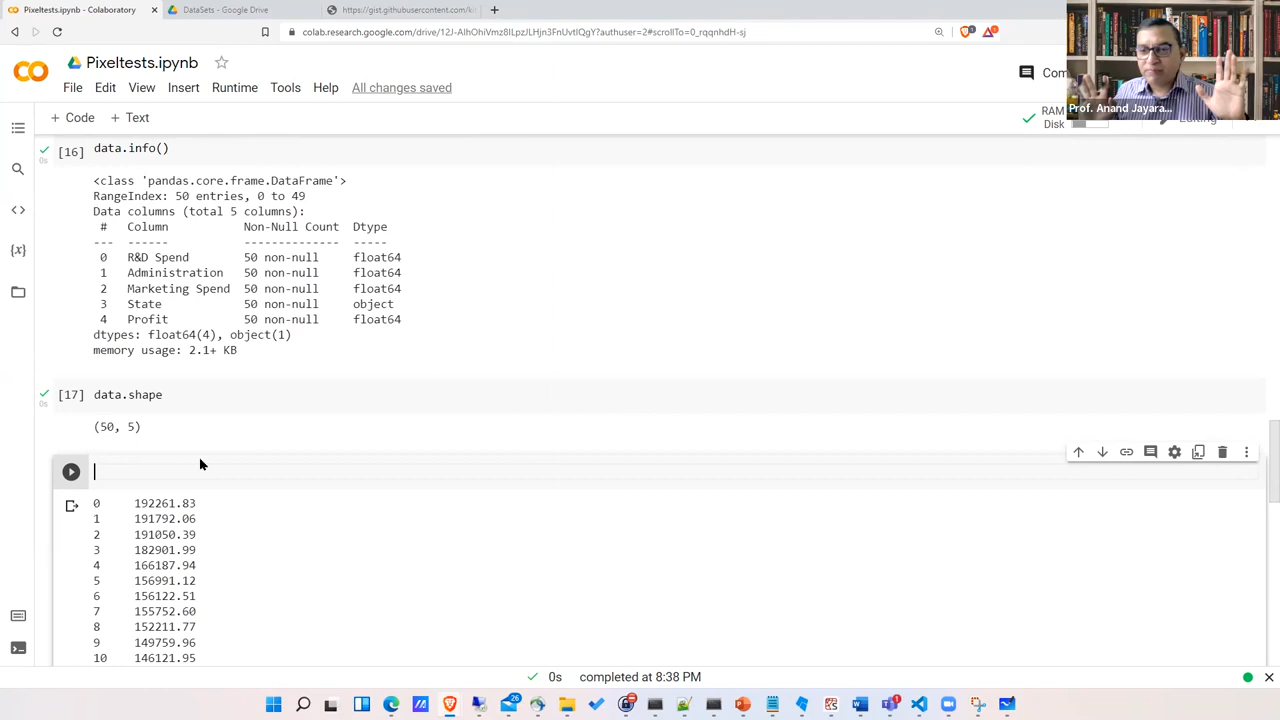 Pixeltests.ipynb - Colaboratory
DataSets - Google Drive
https://gist.githubusercontent.com/ki
colab.research.google.com/drive/12J-AlhOhiVmz8ILpzJLHjn3FnUvtlQgY?authuser=2#scrollTo=0_rqqnhdH-sj
Pixeltests.ipynb
File Edit View Insert Runtime Tools Help All changes saved
Prof. Anand Jayara...
+ Code + Text
RAM
Disk
Editing
[16] data.info()
0s
<class 'pandas.core.frame.DataFrame'>
RangeIndex: 50 entries, 0 to 49
Data columns (total 5 columns):
# Column Non-Null Count Dtype
--- ------ -------------- -----
0 R&D Spend 50 non-null float64
1 Administration 50 non-null float64
2 Marketing Spend 50 non-null float64
3 State 50 non-null object
4 Profit 50 non-null float64
dtypes: float64(4), object(1)
memory usage: 2.1+ KB
[17] data.shape
0s
(50, 5)
0 192261.83
1 191792.06
2 191050.39
3 182901.99
4 166187.94
5 156991.12
6 156122.51
7 155752.60
8 152211.77
9 149759.96
10 146121.95
0s completed at 8:38 PM